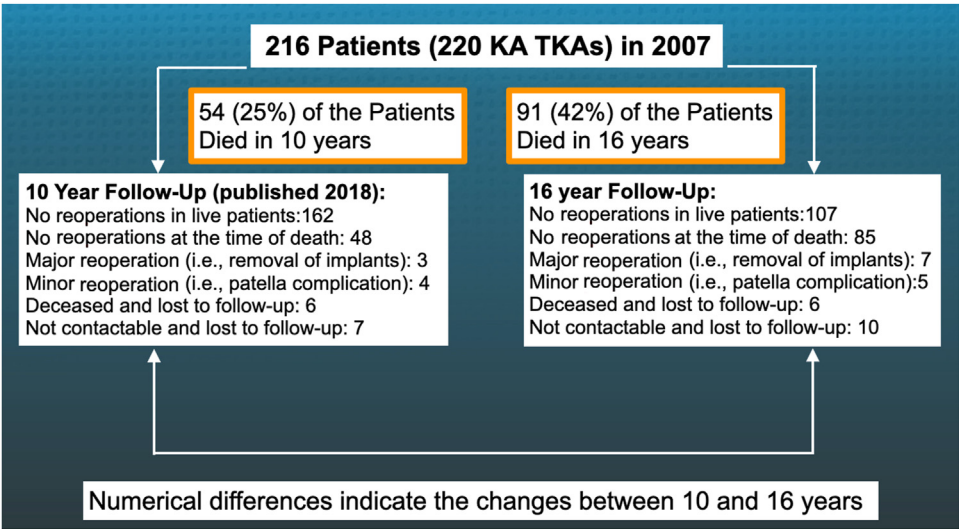 216 Patients (220 KA TKAs) in 2007
54 (25%) of the Patients
Died in 10 years
91 (42%) of the Patients
Died in 16 years
10 Year Follow-Up (published 2018):
No reoperations in live patients:162
No reoperations at the time of death: 48
Major reoperation (i.e., removal of implants): 3
Minor reoperation (i.e., patella complication): 4
Deceased and lost to follow-up: 6
Not contactable and lost to follow-up: 7
16 year Follow-Up:
No reoperations in live patients:107
No reoperations at the time of death: 85
Major reoperation (i.e., removal of implants): 7
Minor reoperation (i.e., patella complication):5
Deceased and lost to follow-up: 6
Not contactable and lost to follow-up: 10
Numerical differences indicate the changes between 10 and 16 years